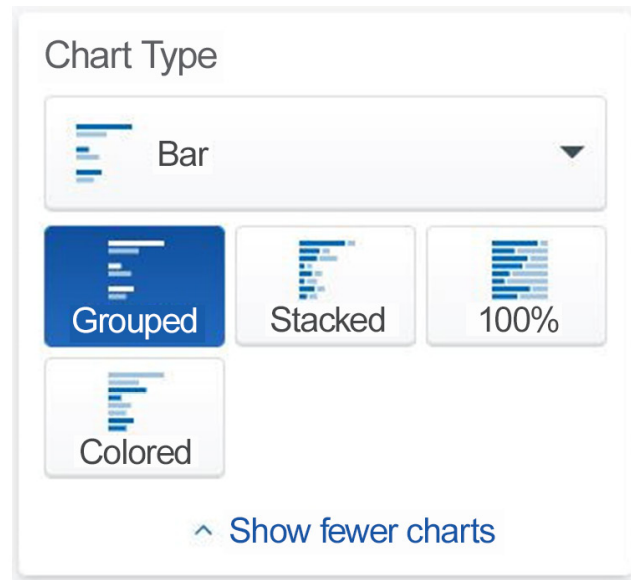 Chart Type
Bar
Grouped Stacked 100%
Colored
Show fewer charts